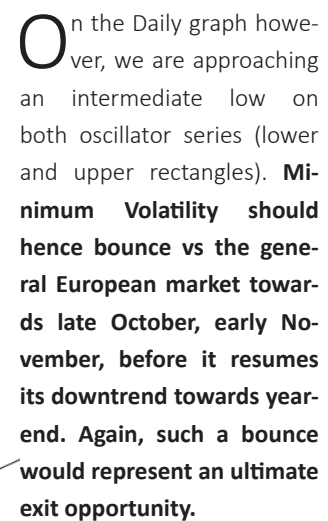 On the Daily graph howe-
ver, we are approaching
an intermediate low on
both oscillator series (lower
and upper rectangles). Mi-
nimum Volatility should
hence bounce vs the gene-
ral European market towar-
ds late October, early No-
vember, before it resumes
its downtrend towards year-
end. Again, such a bounce
would represent an ultimate
exit opportunity.